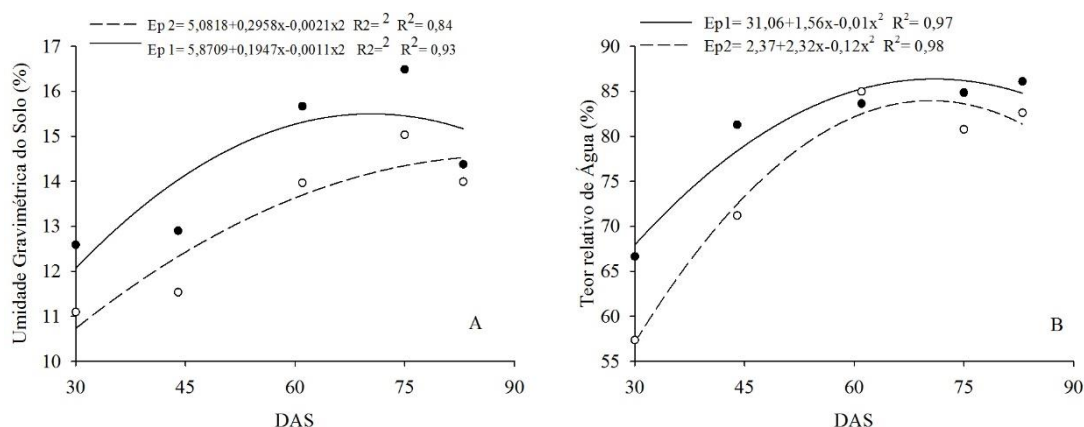 Ep 2= 5,0818+0,2958x-0,0021x2 R2=² R²= 0,84
Ep 1= 5,8709+0,1947x-0,0011x2 R2=² R²= 0,93
17
16
15
14
13
12
11
10
Umidade Gravimétrica do Solo (%)
A
30 45 60 75 90
DAS
Ep1= 31,06+1,56x-0,01x² R²= 0,97
Ep2= 2,37+2,32x-0,12x² R²= 0,98
90
85
80
75
70
65
60
55
Teor relativo de Água (%)
B
30 45 60 75 90
DAS